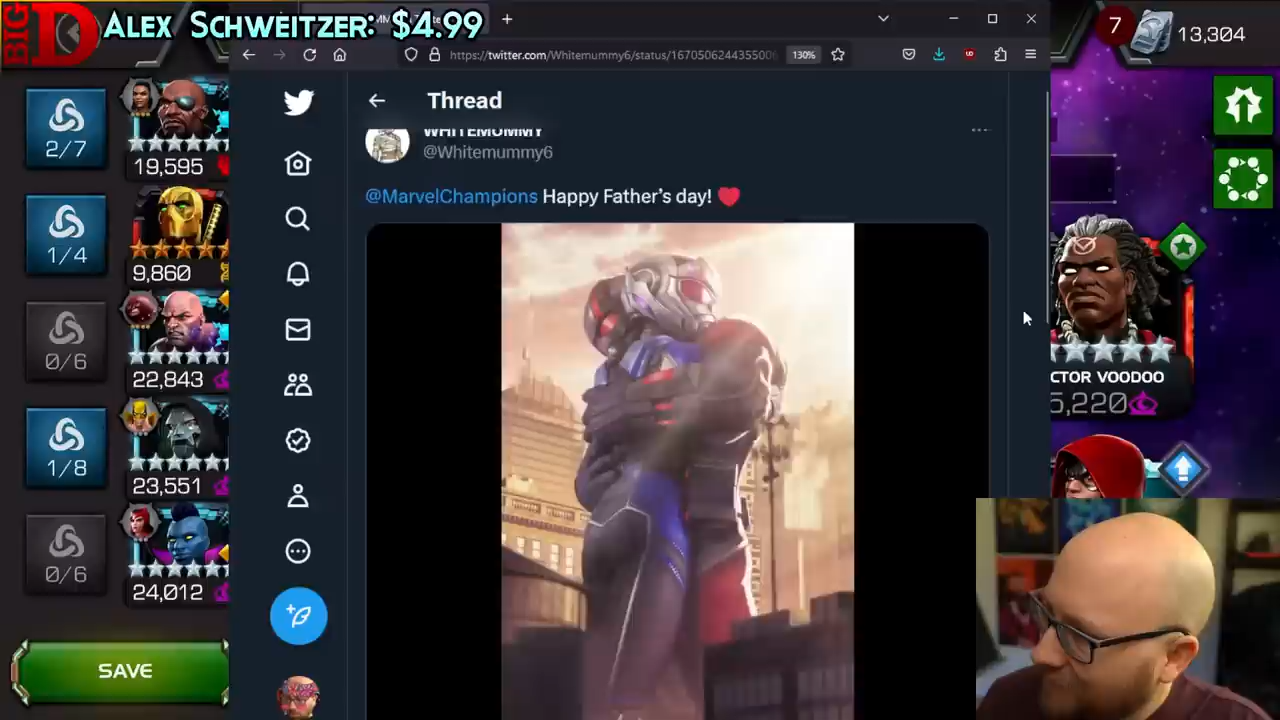 BIG D
ALEX SCHWEITZER: $4.99
https://twitter.com/Whitemummy6/status/1670506244355006
130%
7
13,304
Thread
WHITEMUMMY
@Whitemummy6
@MarvelChampions Happy Father's day! ❤️
2/7
19,595
1/4
9,860
0/6
22,843
1/8
23,551
0/6
24,012
SAVE
CTOR VOODOO
5,220